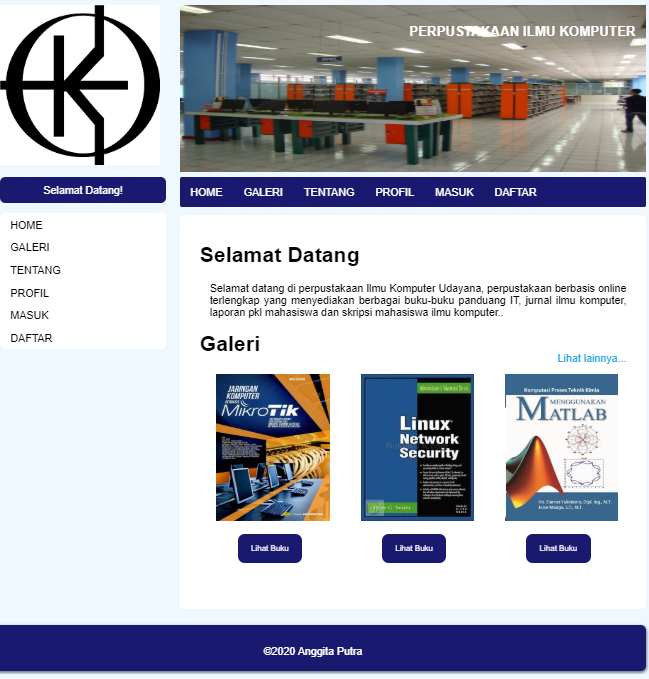 PERPUSTAKAAN ILMU KOMPUTER
Selamat Datang!
HOME GALERI TENTANG PROFIL MASUK DAFTAR
HOME
GALERI
TENTANG
PROFIL
MASUK
DAFTAR
Selamat Datang
Selamat datang di perpustakaan Ilmu Komputer Udayana, perpustakaan berbasis online
terlengkap yang menyediakan berbagai buku-buku panduang IT, jurnal ilmu komputer,
laporan pkl mahasiswa dan skripsi mahasiswa ilmu komputer..
Galeri
Lihat lainnya...
JARINGAN
KOMPUTER
BERBASIS
MikroTik
Linux
Network
Security
Komputasi Proses Teknik Kimia
MENGGUNAKAN
MATLAB
Lihat Buku
Lihat Buku
Lihat Buku
©2020 Anggita Putra